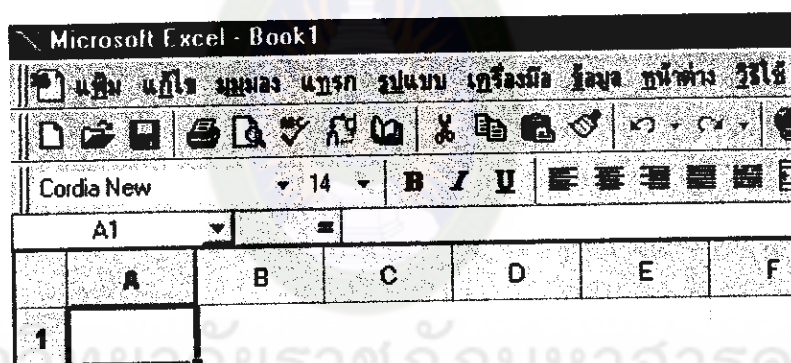 Microsoft Excel - Book1
แฟ้ม แก้ไข มุมมอง แทรก รูปแบบ เครื่องมือ ข้อมูล หน้าต่าง วิธีใช้
Cordia New 14 B I U
A1 =
A B C D E F
1